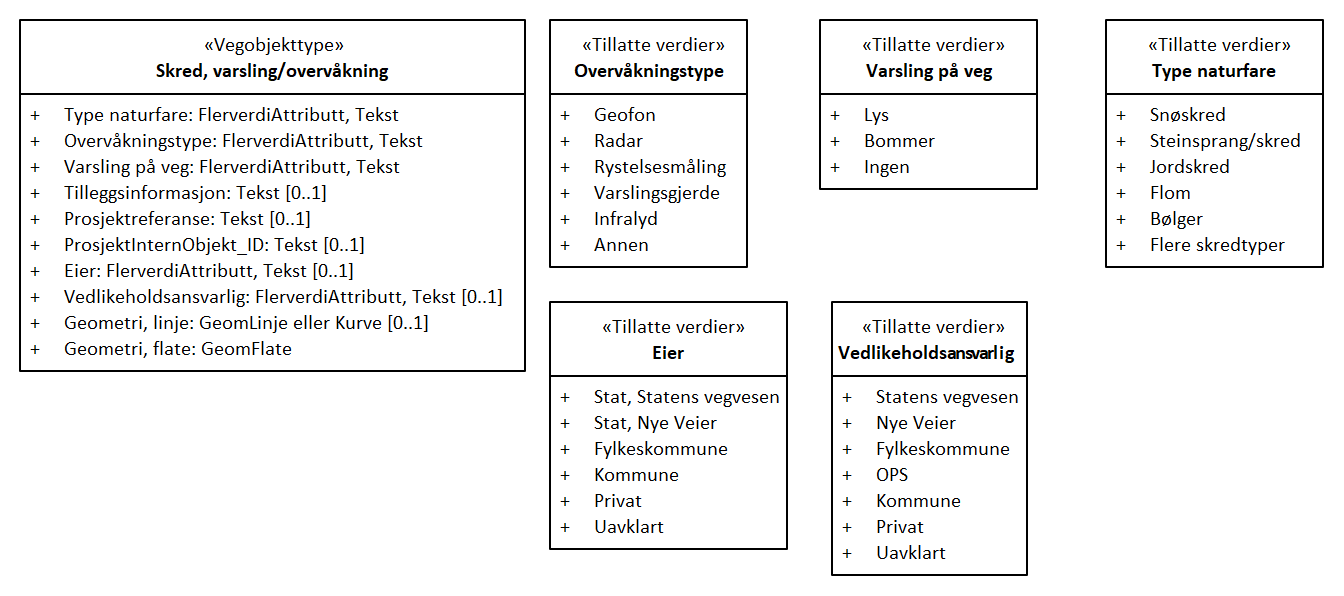 «Vegobjekttype»
Skred, varsling/overvåkning
+ Type naturfare: FlerverdiAttributt, Tekst
+ Overvåkningstype: FlerverdiAttributt, Tekst
+ Varsling på veg: FlerverdiAttributt, Tekst
+ Tilleggsinformasjon: Tekst [0..1]
+ Prosjektreferanse: Tekst [0..1]
+ ProsjektInternObjekt_ID: Tekst [0..1]
+ Eier: FlerverdiAttributt, Tekst [0..1]
+ Vedlikeholdsansvarlig: FlerverdiAttributt, Tekst [0..1]
+ Geometri, linje: GeomLinje eller Kurve [0..1]
+ Geometri, flate: GeomFlate
«Tillatte verdier»
Overvåkningstype
+ Geofon
+ Radar
+ Rystelsesmåling
+ Varslingsgjerde
+ Infralyd
+ Annen
«Tillatte verdier»
Varsling på veg
+ Lys
+ Bommer
+ Ingen
«Tillatte verdier»
Type naturfare
+ Snøskred
+ Steinsprang/skred
+ Jordskred
+ Flom
+ Bølger
+ Flere skredtyper
«Tillatte verdier»
Eier
+ Stat, Statens vegvesen
+ Stat, Nye Veier
+ Fylkeskommune
+ Kommune
+ Privat
+ Uavklart
«Tillatte verdier»
Vedlikeholdsansvarlig
+ Statens vegvesen
+ Nye Veier
+ Fylkeskommune
+ OPS
+ Kommune
+ Privat
+ Uavklart